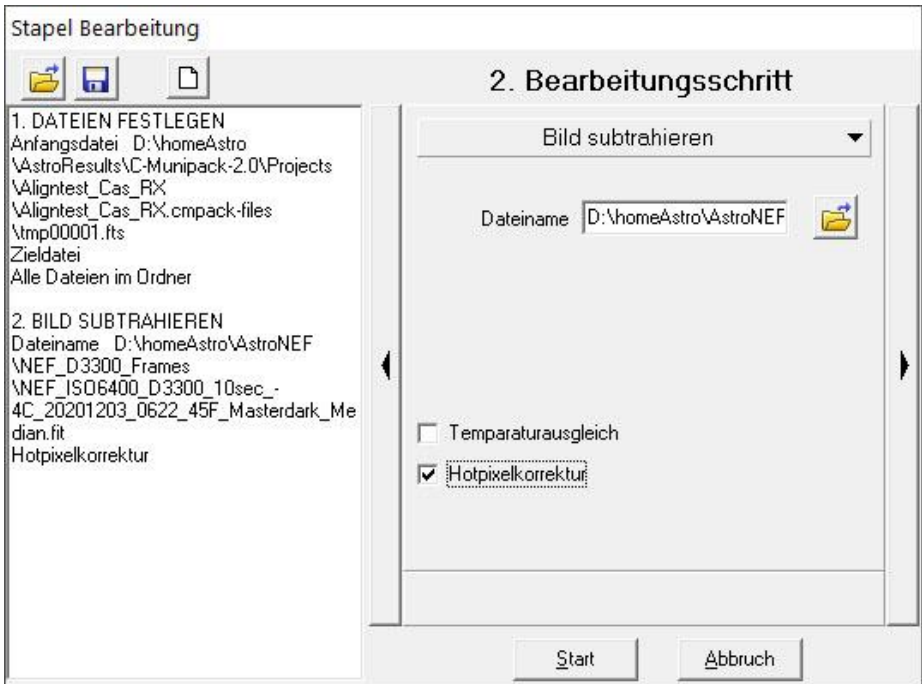 Stapel Bearbeitung
2. Bearbeitungsschritt
1. DATEIEN FESTLEGEN
Anfangsdatei D:\homeAstro
\AstroResults\C-Munipack-2.0\Projects
\Aligntest_Cas_RX
\Aligntest_Cas_RX.cmpack-files
\tmp00001.fts
Zieldatei
Alle Dateien im Ordner
2. BILD SUBTRAHIEREN
Dateiname D:\homeAstro\AstroNEF
\NEF_D3300_Frames
\NEF_ISO6400_D3300_10sec_-
4C_20201203_0622_45F_Masterdark_Me
dian.fit
Hotpixelkorrektur
Bild subtrahieren
Dateiname D:\homeAstro\AstroNEF
Temparaturausgleich
Hotpixelkorrektur
Start Abbruch